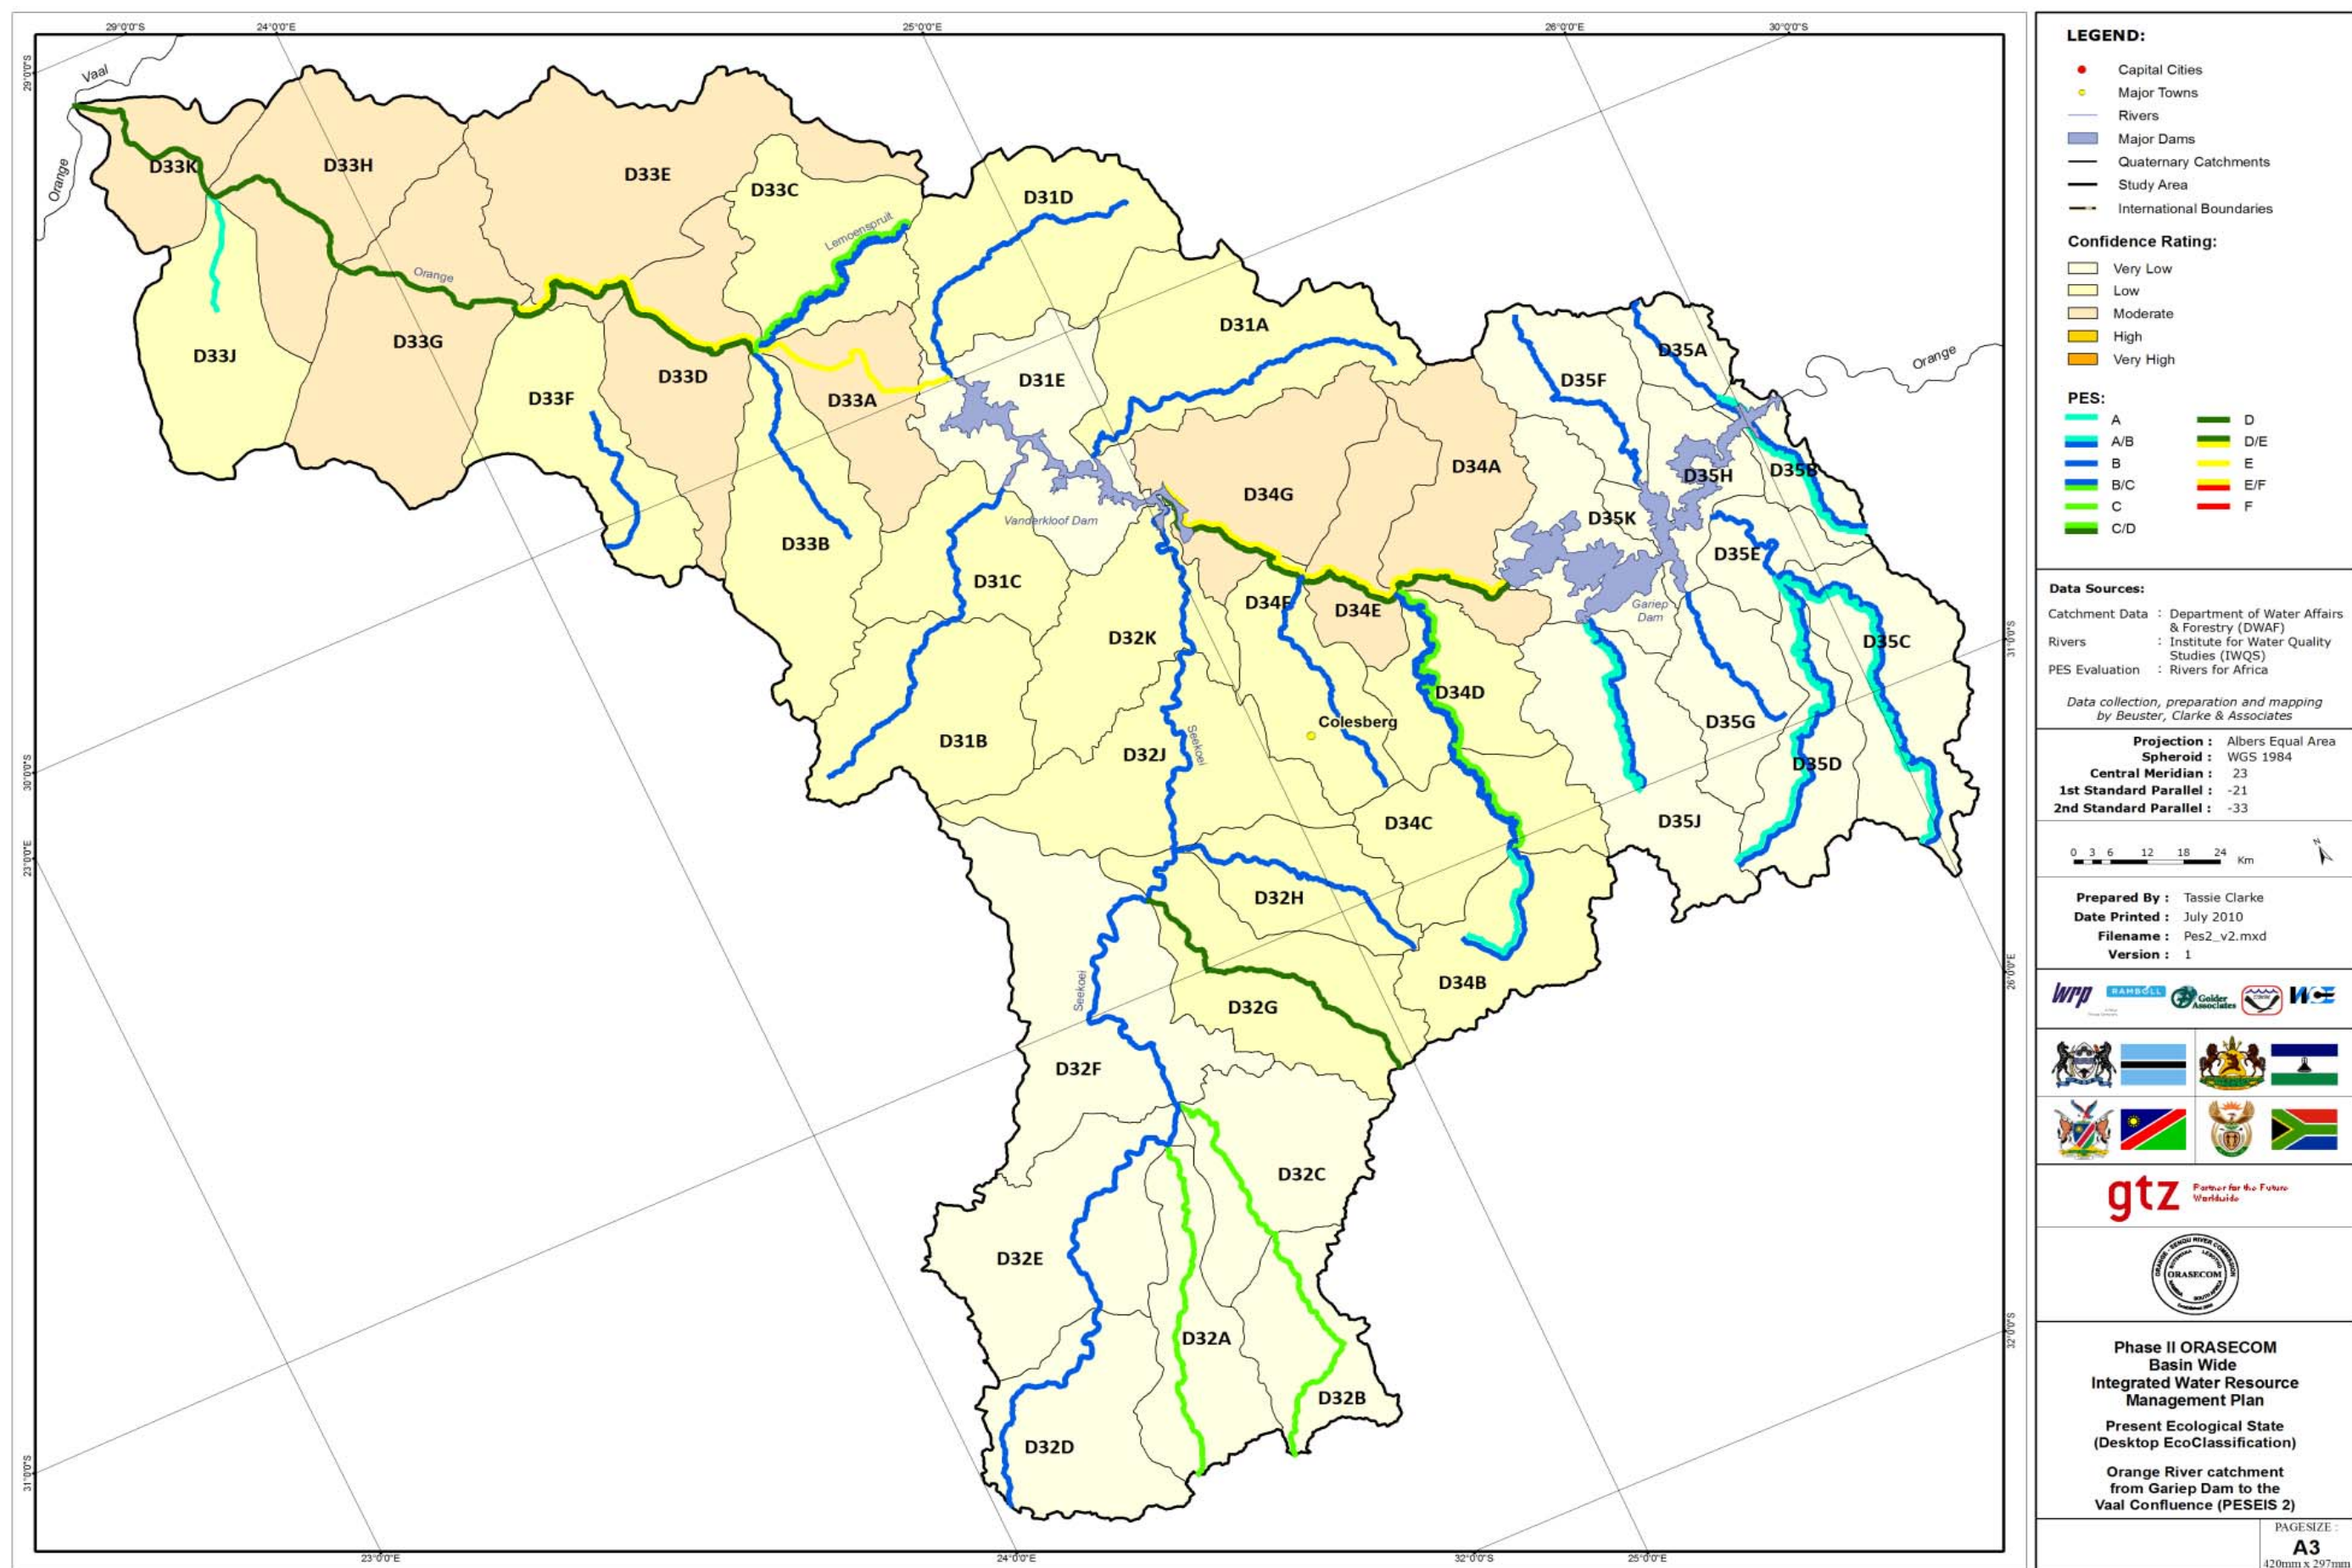 29°0'0"S
24°0'0"E
25°0'0"E
26°0'0"E
30°0'0"S
29°0'0"S
30°0'0"S
23°0'0"E
31°0'0"S
31°0'0"S
26°0'0"E
32°0'0"S
23°0'0"E
24°0'0"E
32°0'0"S
25°0'0"E
Vaal
Orange
D33K
D33H
D33E
D33C
D31D
Lemoenspruit
Orange
D33J
D33G
D33F
D33D
D33A
D31E
D31A
D35A
Orange
D35F
D34G
D34A
D35H
D35B
D35K
D33B
Vanderkloof Dam
D31C
D32K
D34F
D34E
D35E
Gariep
Dam
D35C
D34D
D35G
Colesberg
D31B
D32J
Seekoei
D35D
D34C
D35J
D32H
D34B
Seekoei
D32G
D32F
D32C
D32E
D32A
D32B
D32D
LEGEND:
Capital Cities
Major Towns
Rivers
Major Dams
Quaternary Catchments
Study Area
International Boundaries
Confidence Rating:
Very Low
Low
Moderate
High
Very High
PES:
A
A/B
B
B/C
C
C/D
D
D/E
E
E/F
F
Data Sources:
Catchment Data : Department of Water Affairs
& Forestry (DWAF)
Rivers : Institute for Water Quality
Studies (IWQS)
PES Evaluation : Rivers for Africa
Data collection, preparation and mapping
by Beuster, Clarke & Associates
Projection : Albers Equal Area
Spheroid : WGS 1984
Central Meridian : 23
1st Standard Parallel : -21
2nd Standard Parallel : -33
0 3 6 12 18 24 Km
N
Prepared By : Tassie Clarke
Date Printed : July 2010
Filename : Pes2_v2.mxd
Version : 1
wrp
RAMBOLL
Golder
Associates
WCE
gtz Partner for the Future
Worldwide
ORANGE - SENQU RIVER COMMISSION
BOTSWANA LESOTHO
ORASECOM
NAMIBIA SOUTH AFRICA
Phase II ORASECOM
Basin Wide
Integrated Water Resource
Management Plan
Present Ecological State
(Desktop EcoClassification)
Orange River catchment
from Gariep Dam to the
Vaal Confluence (PESEIS 2)
PAGESIZE :
A3
420mm x 297mm